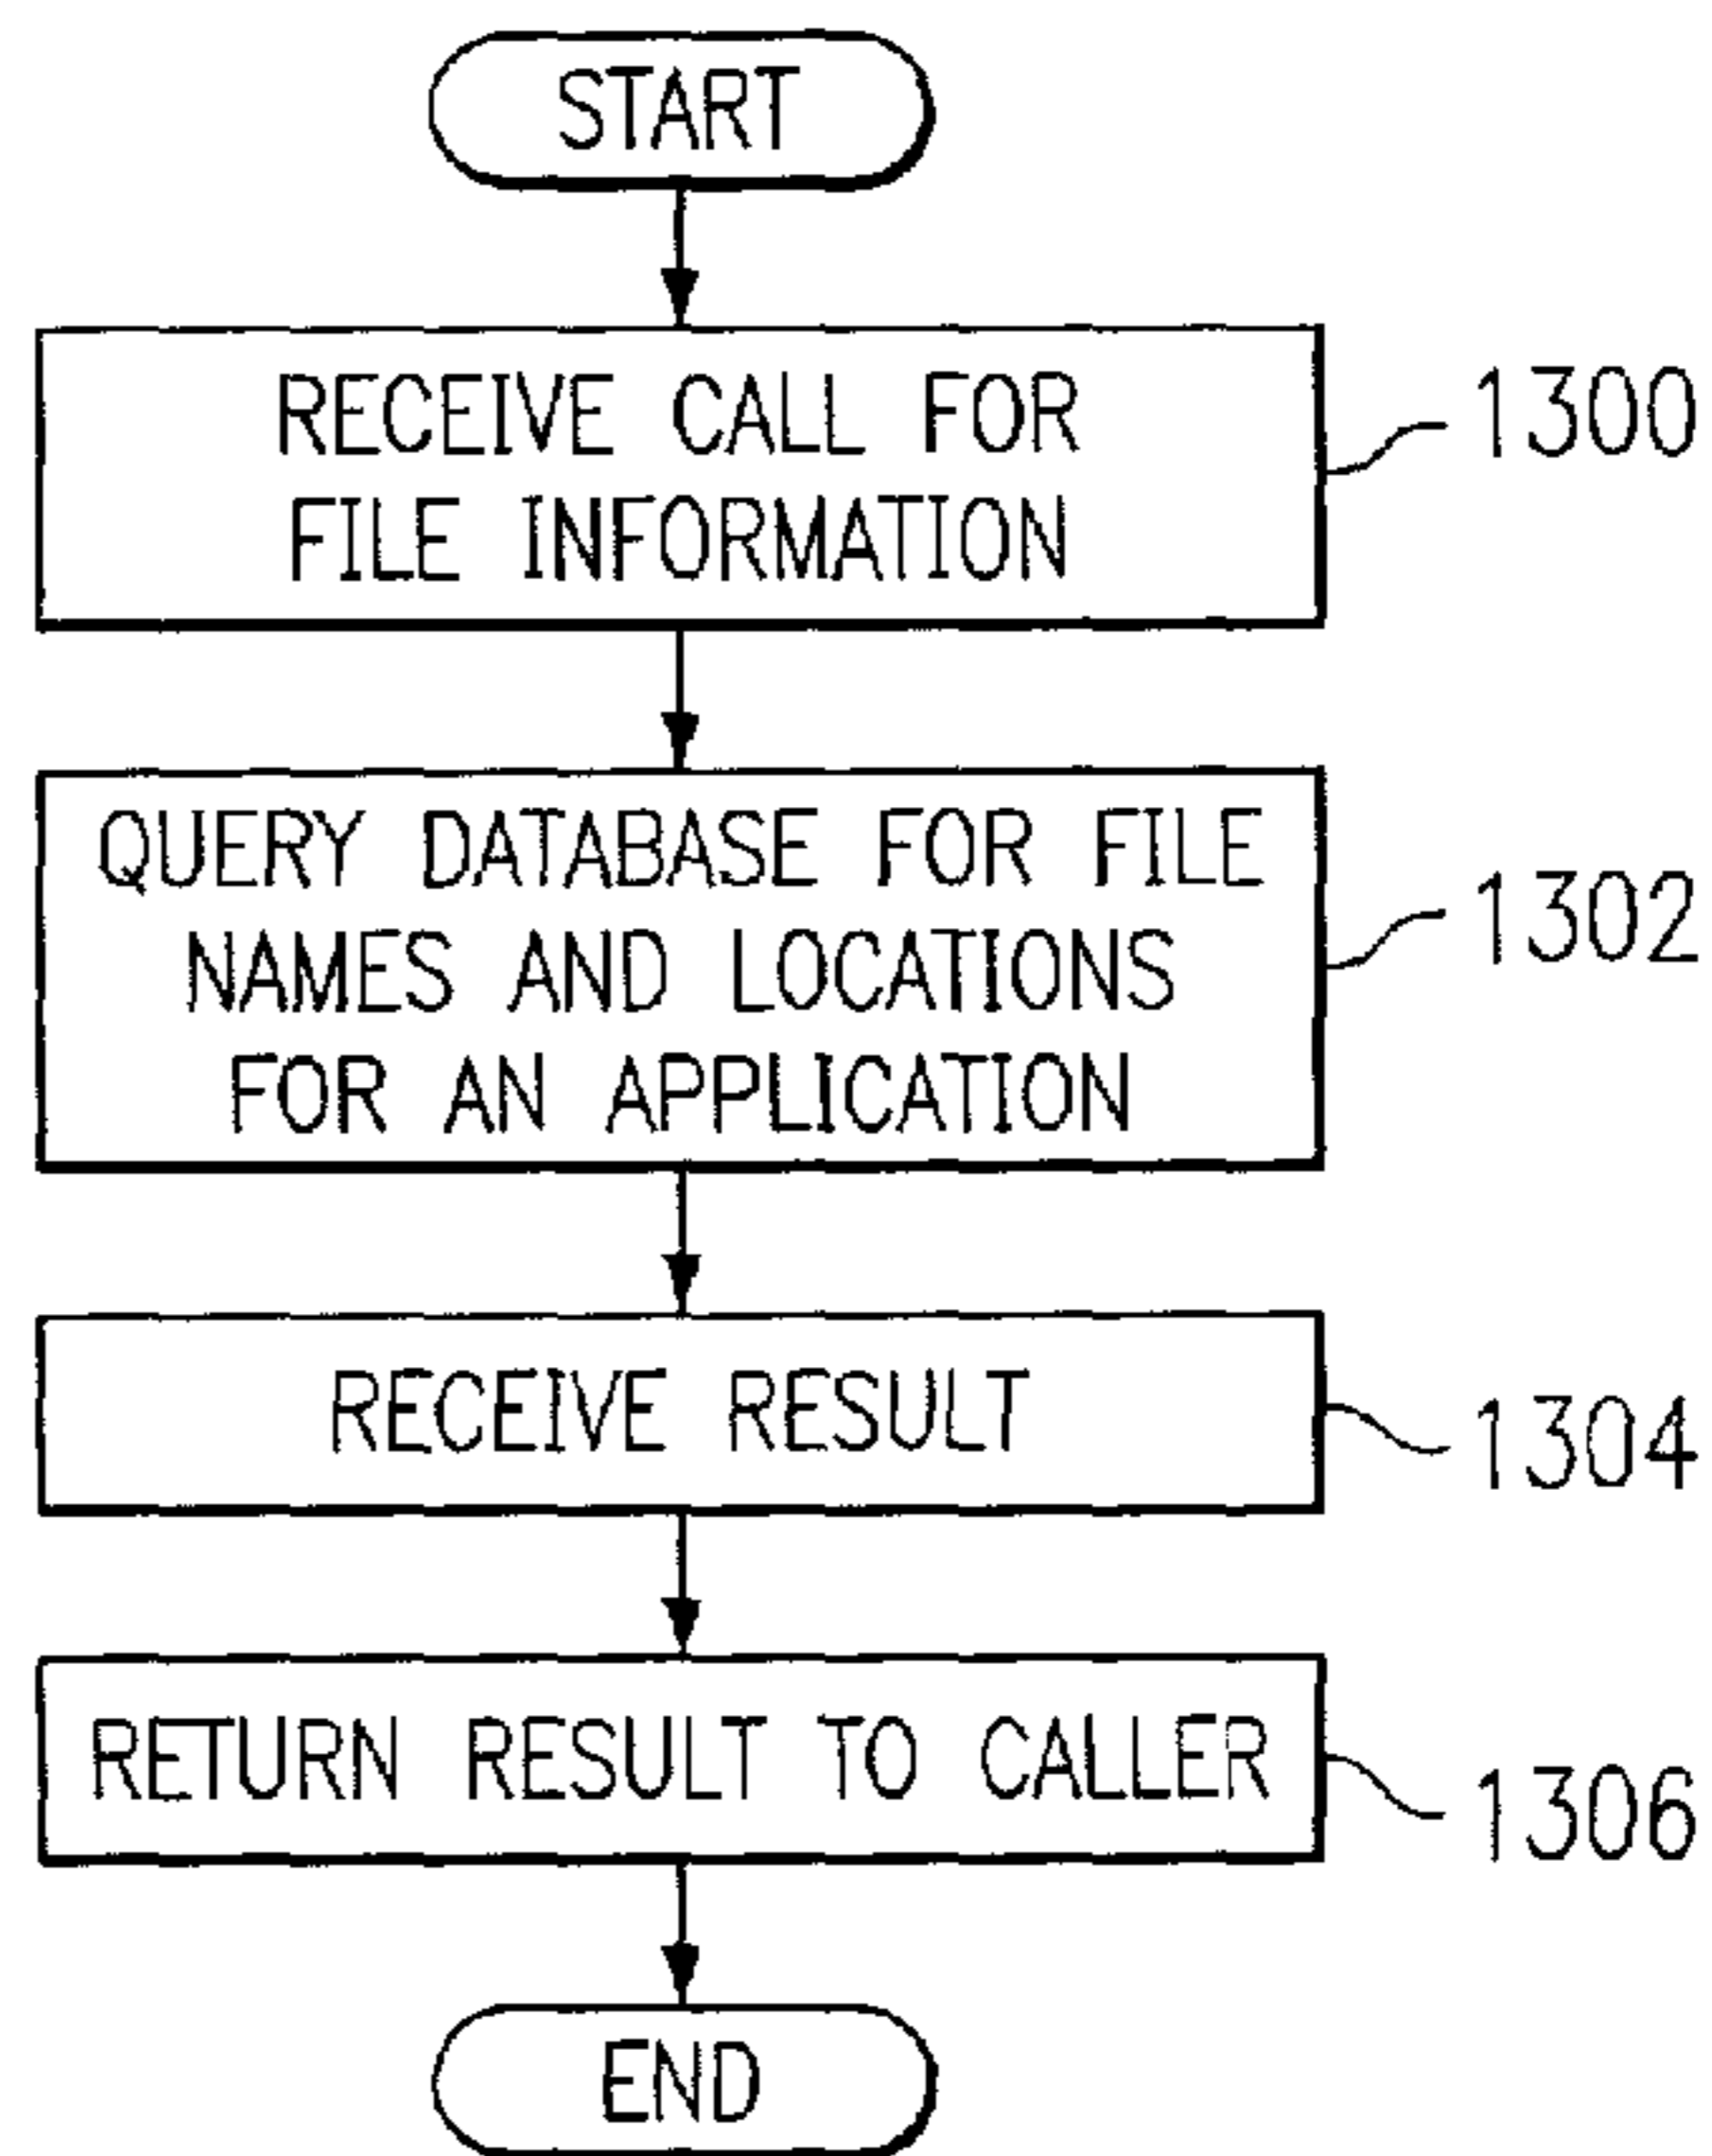 START
RECEIVE CALL FOR
FILE INFORMATION
1300
QUERY DATABASE FOR FILE
NAMES AND LOCATIONS
FOR AN APPLICATION
1302
RECEIVE RESULT
1304
RETURN RESULT TO CALLER
1306
END